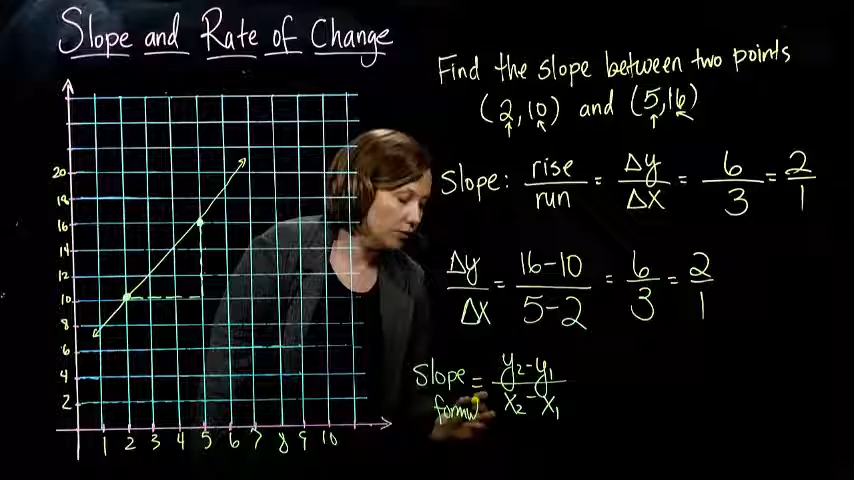 Slope and Rate of Change
Find the slope between two points
(2,10) and (5,16)
Slope: rise/run = Δy/Δx = 6/3 = 2/1
Δy/Δx = 16-10/5-2 = 6/3 = 2/1
Slope = y₂-y₁/x₂-x₁
20
18
16
14
12
10
8
6
4
2
1 2 3 4 5 6 7 8 9 10